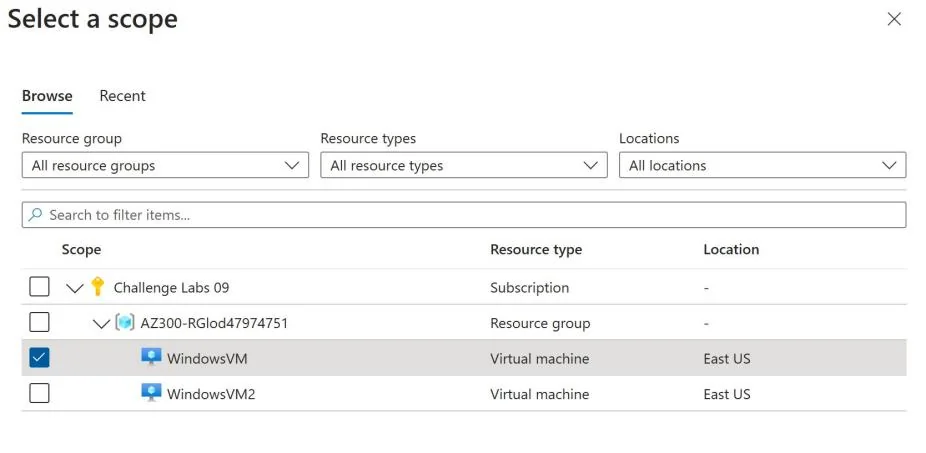 Select a scope
Browse Recent
Resource group Resource types Locations
All resource groups All resource types All locations
Search to filter items...
Scope Resource type Location
Challenge Labs 09 Subscription -
AZ300-RGlod47974751 Resource group -
WindowsVM Virtual machine East US
WindowsVM2 Virtual machine East US